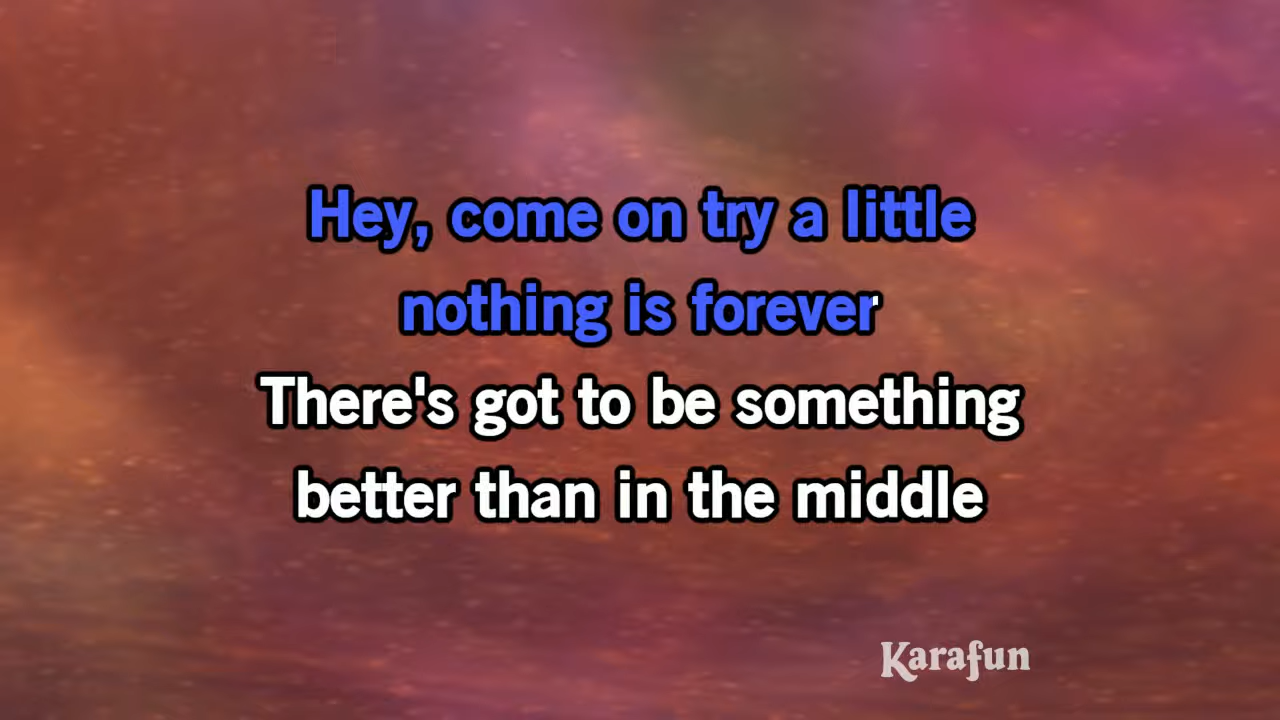 Hey, come on try a little
nothing is forever
There's got to be something
better than in the middle
Karafun